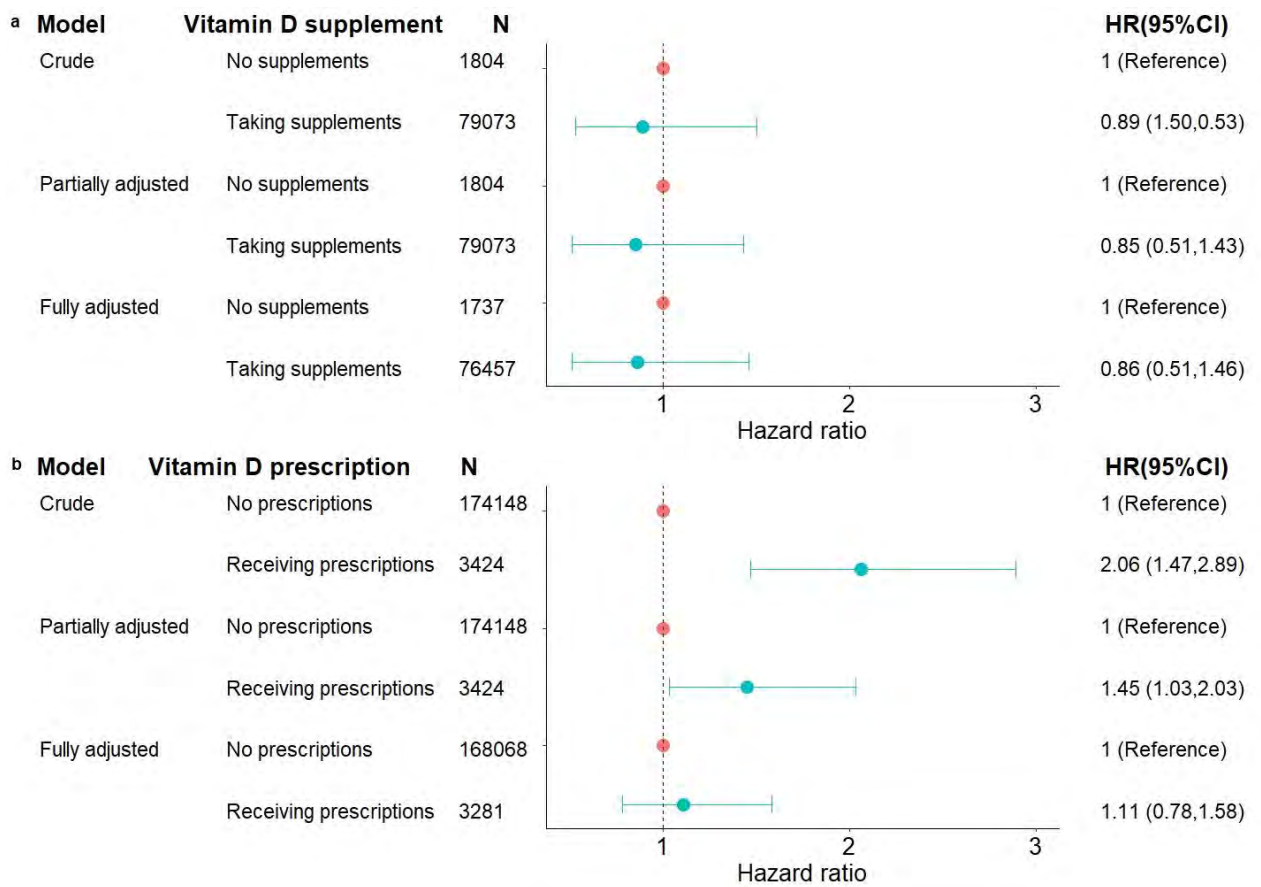 a Model Vitamin D supplement N HR(95%CI)
Crude No supplements 1804 1 (Reference)
Taking supplements 79073 0.89 (1.50,0.53)
Partially adjusted No supplements 1804 1 (Reference)
Taking supplements 79073 0.85 (0.51,1.43)
Fully adjusted No supplements 1737 1 (Reference)
Taking supplements 76457 0.86 (0.51,1.46)
1 2 3
Hazard ratio
b Model Vitamin D prescription N HR(95%CI)
Crude No prescriptions 174148 1 (Reference)
Receiving prescriptions 3424 2.06 (1.47,2.89)
Partially adjusted No prescriptions 174148 1 (Reference)
Receiving prescriptions 3424 1.45 (1.03,2.03)
Fully adjusted No prescriptions 168068 1 (Reference)
Receiving prescriptions 3281 1.11 (0.78,1.58)
1 2 3
Hazard ratio